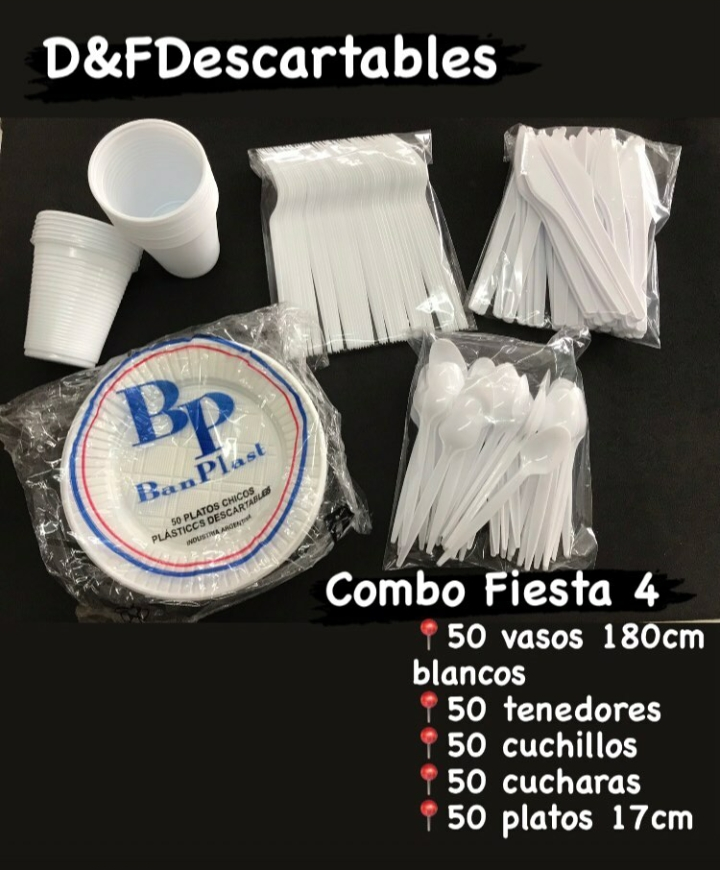 D&FDescartables
Bp
BanPlast
50 PLATOS CHICOS
PLÁSTICOS DESCARTABLES
INDUSTRIA ARGENTINA
Combo Fiesta 4
📍50 vasos 180cm
blancos
📍50 tenedores
📍50 cuchillos
📍50 cucharas
📍50 platos 17cm